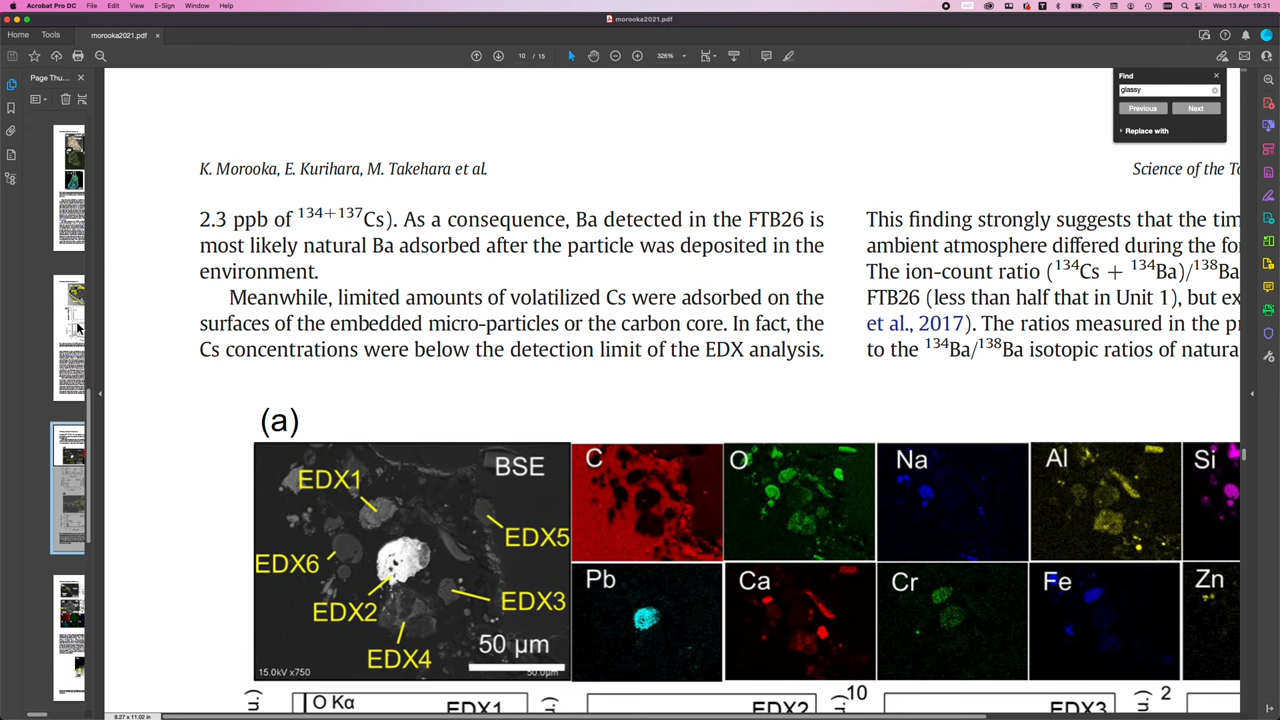 Acrobat Pro DC File Edit View E-Sign Window Help
Wed 13 Apr 19:31
morooka2021.pdf
Home Tools morooka2021.pdf ×
10 / 15 326%
Page Thu...
Find
glassy
Previous Next
Replace with
K. Morooka, E. Kurihara, M. Takehara et al.
Science of the To
2.3 ppb of 134+137Cs). As a consequence, Ba detected in the FTB26 is
most likely natural Ba adsorbed after the particle was deposited in the
environment.
Meanwhile, limited amounts of volatilized Cs were adsorbed on the
surfaces of the embedded micro-particles or the carbon core. In fact, the
Cs concentrations were below the detection limit of the EDX analysis.
This finding strongly suggests that the tim
ambient atmosphere differed during the for
The ion-count ratio (134Cs + 134Ba)/138Ba
FTB26 (less than half that in Unit 1), but ex
et al., 2017). The ratios measured in the pr
to the 134Ba/138Ba isotopic ratios of natura
(a)
BSE
EDX1
EDX5
EDX6
EDX3
EDX2
EDX4
50 μm
15.0kV x750 50.0μm
C O Na Al Si
Pb Ca Cr Fe Zn
u.) O Kα EDX1 u.) EDX2 u.) 10 EDX3 u.) 2
8.27 x 11.02 in